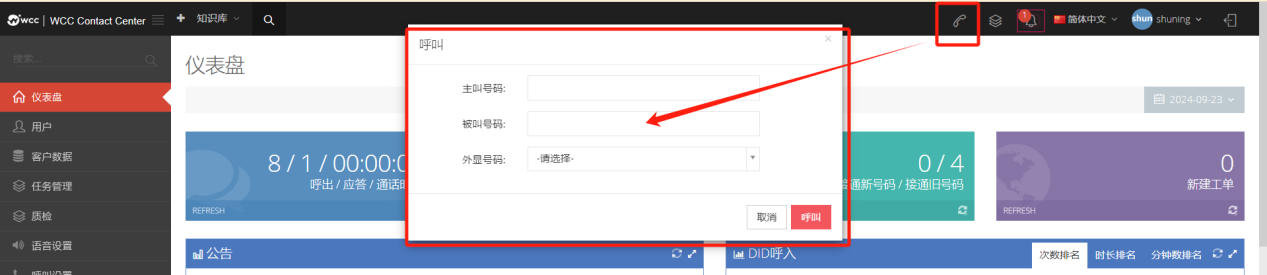 wcc | WCC Contact Center
知识库
1
简体中文
shun shuning
搜索...
仪表盘
用户
客户数据
任务管理
质检
语音设置
呼叫设置
仪表盘
2024-09-23
8 / 1 / 00:00:0
呼出 / 应答 / 通话时
REFRESH
呼叫
×
主叫号码:
被叫号码:
外显号码:
-请选择-
取消
呼叫
0 / 4
接通新号码 / 接通旧号码
0
新建工单
REFRESH
公告
DID呼入
次数排名
时长排名
分钟数排名